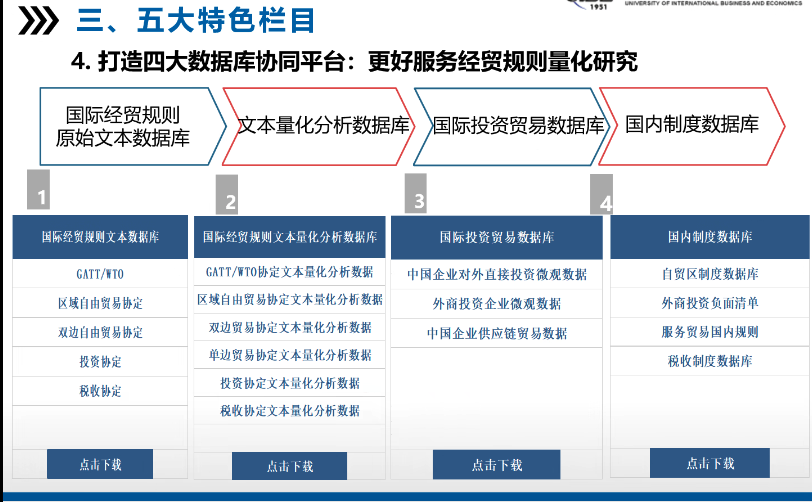 三、五大特色栏目
1951
UNIVERSITY OF INTERNATIONAL BUSINESS AND ECONOMICS
4. 打造四大数据库协同平台：更好服务经贸规则量化研究
国际经贸规则
原始文本数据库
文本量化分析数据库
国际投资贸易数据库
国内制度数据库
1
2
3
4
国际经贸规则文本数据库
GATT/WTO
区域自由贸易协定
双边自由贸易协定
投资协定
税收协定
点击下载
国际经贸规则文本量化分析数据库
GATT/WTO协定文本量化分析数据
区域自由贸易协定文本量化分析数据
双边贸易协定文本量化分析数据
单边贸易协定文本量化分析数据
投资协定文本量化分析数据
税收协定文本量化分析数据
点击下载
国际投资贸易数据库
中国企业对外直接投资微观数据
外商投资企业微观数据
中国企业供应链贸易数据
点击下载
国内制度数据库
自贸区制度数据库
外商投资负面清单
服务贸易国内规则
税收制度数据库
点击下载